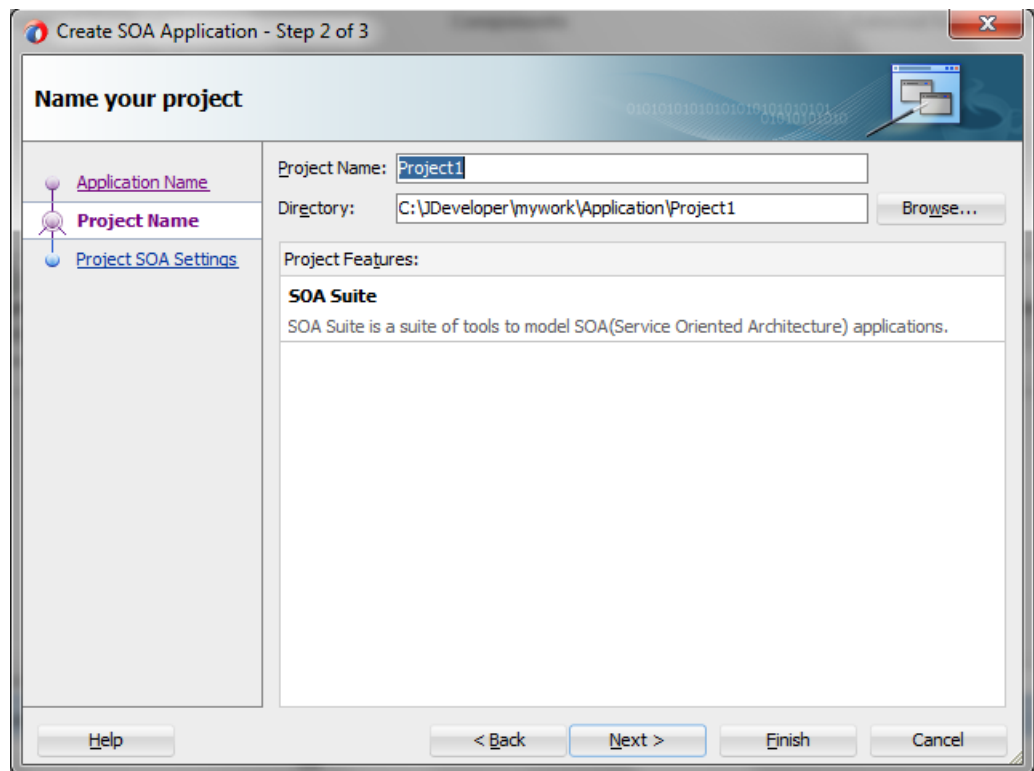 Create SOA Application - Step 2 of 3
Name your project
Application Name
Project Name
Project SOA Settings
Project Name: Project1
Directory: C:\JDeveloper\mywork\Application\Project1 Browse...
Project Features:
SOA Suite
SOA Suite is a suite of tools to model SOA(Service Oriented Architecture) applications.
Help < Back Next > Finish Cancel